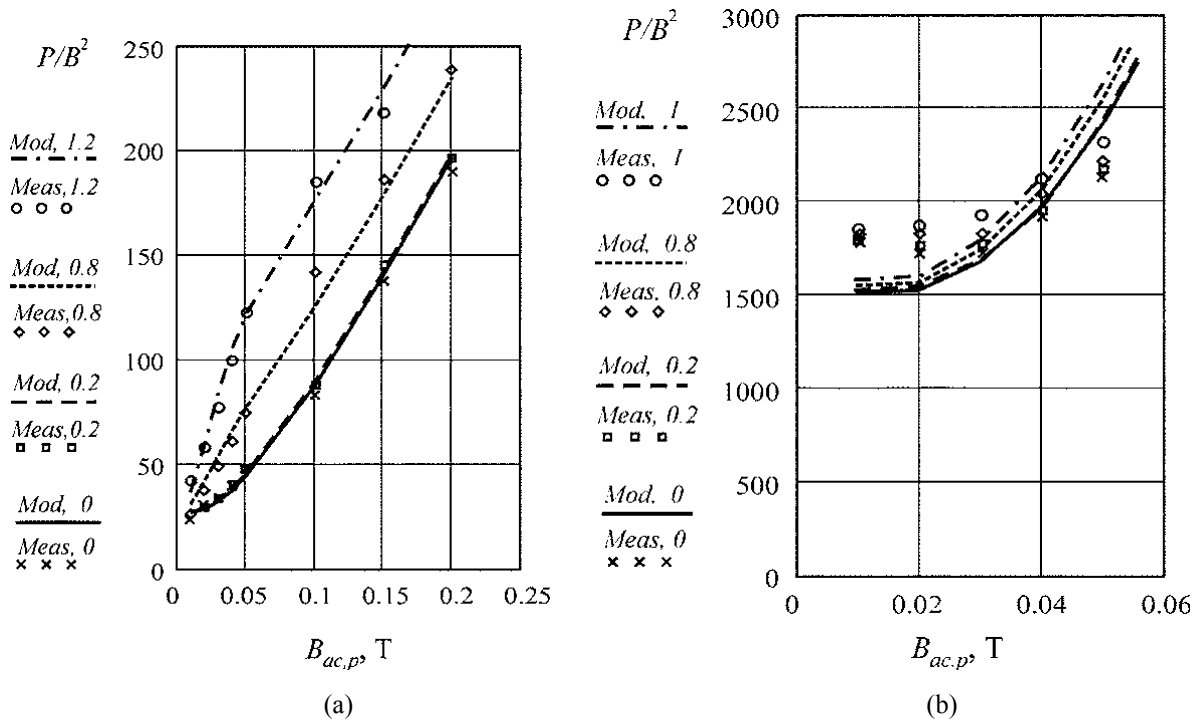 P/B²
Mod, 1.2
Meas, 1.2
Mod, 0.8
Meas, 0.8
Mod, 0.2
Meas, 0.2
Mod, 0
Meas, 0
250
200
150
100
50
0
0 0.05 0.1 0.15 0.2 0.25
B_ac,p, T
(a)
P/B²
Mod, 1
Meas, 1
Mod, 0.8
Meas, 0.8
Mod, 0.2
Meas, 0.2
Mod, 0
Meas, 0
3000
2500
2000
1500
1000
500
0
0 0.02 0.04 0.06
B_ac.p, T
(b)